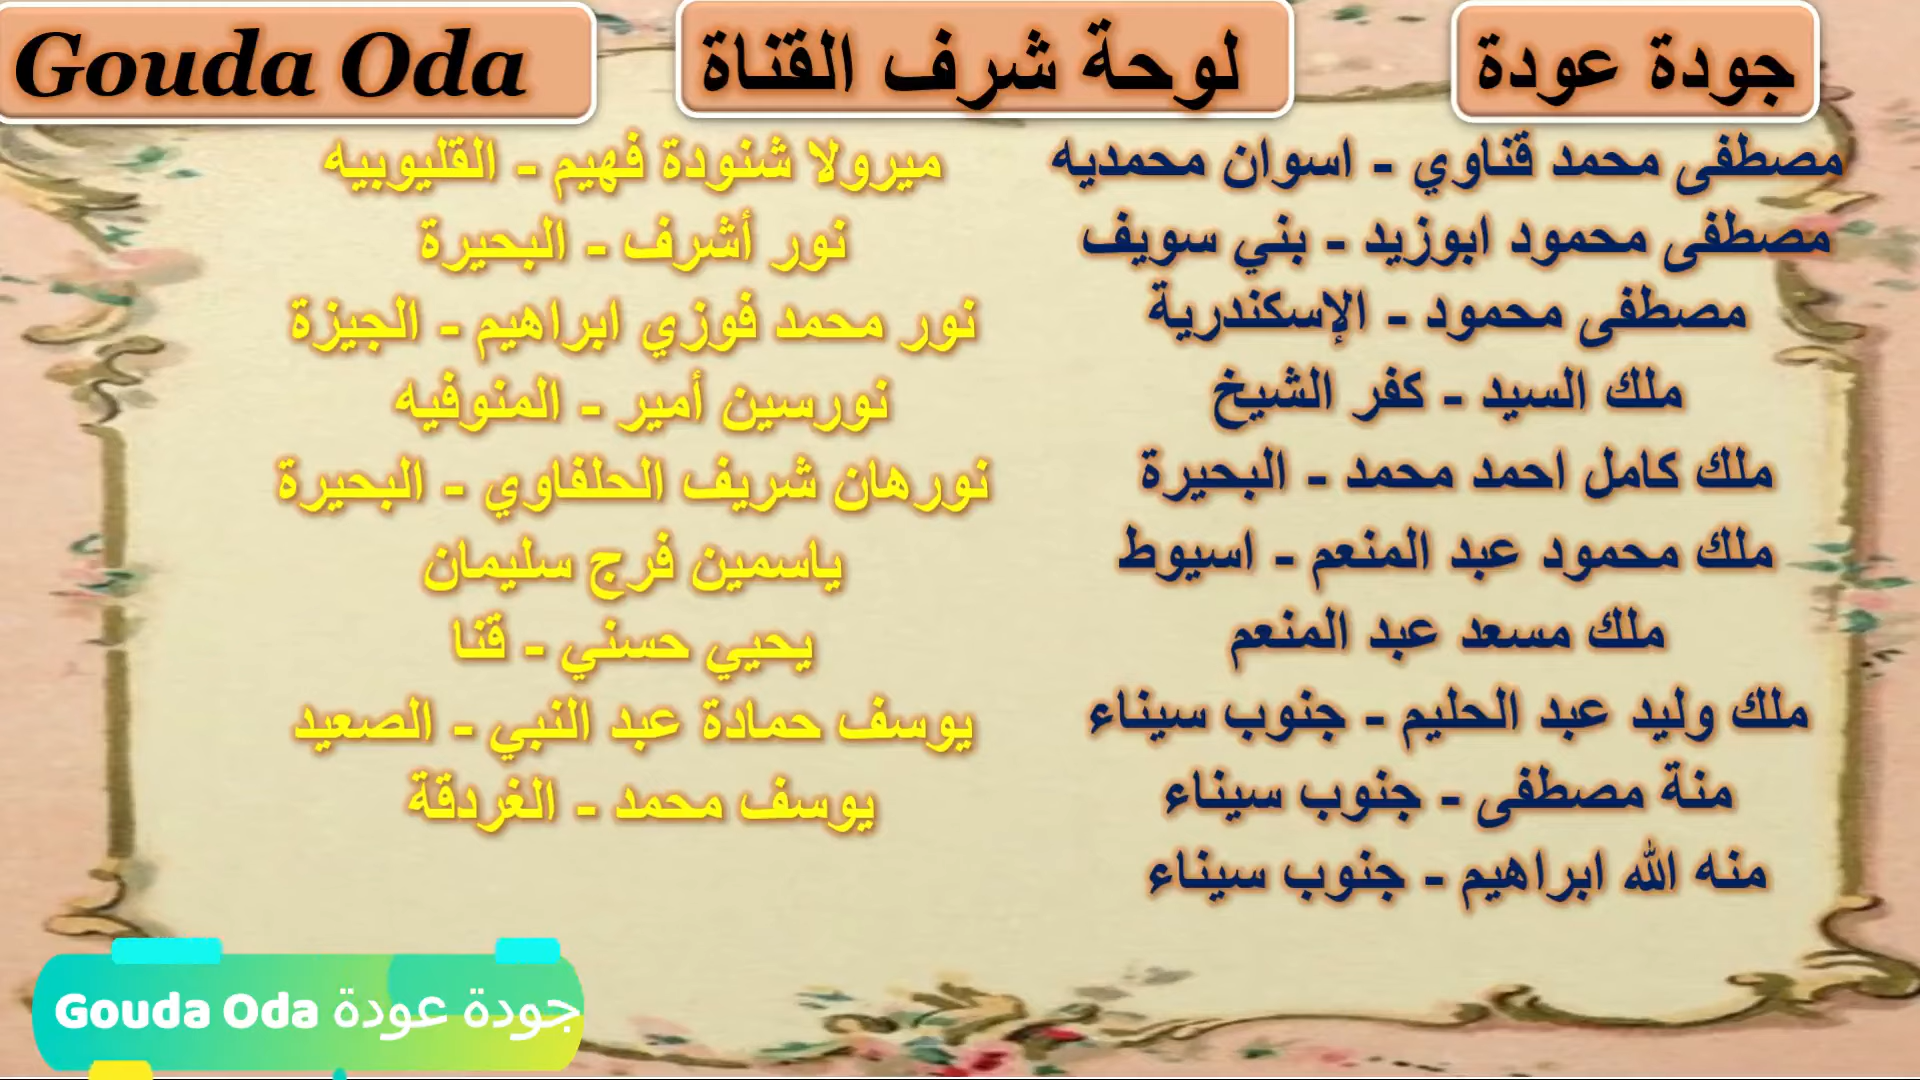 جودة عودة
لوحة شرف القناة
Gouda Oda
مصطفى محمد قناوي - اسوان محمديه
مصطفى محمود ابوزيد - بني سويف
مصطفى محمود - الإسكندرية
ملك السيد - كفر الشيخ
ملك كامل احمد محمد - البحيرة
ملك محمود عبد المنعم - اسيوط
ملك مسعد عبد المنعم
ملك وليد عبد الحليم - جنوب سيناء
منة مصطفى - جنوب سيناء
منه الله ابراهيم - جنوب سيناء
ميرولا شنودة فهيم - القليوبيه
نور أشرف - البحيرة
نور محمد فوزي ابراهيم - الجيزة
نورسين أمير - المنوفيه
نورهان شريف الحلفاوي - البحيرة
ياسمين فرج سليمان
يحيي حسني - قنا
يوسف حمادة عبد النبي - الصعيد
يوسف محمد - الغردقة
Gouda Oda جودة عودة